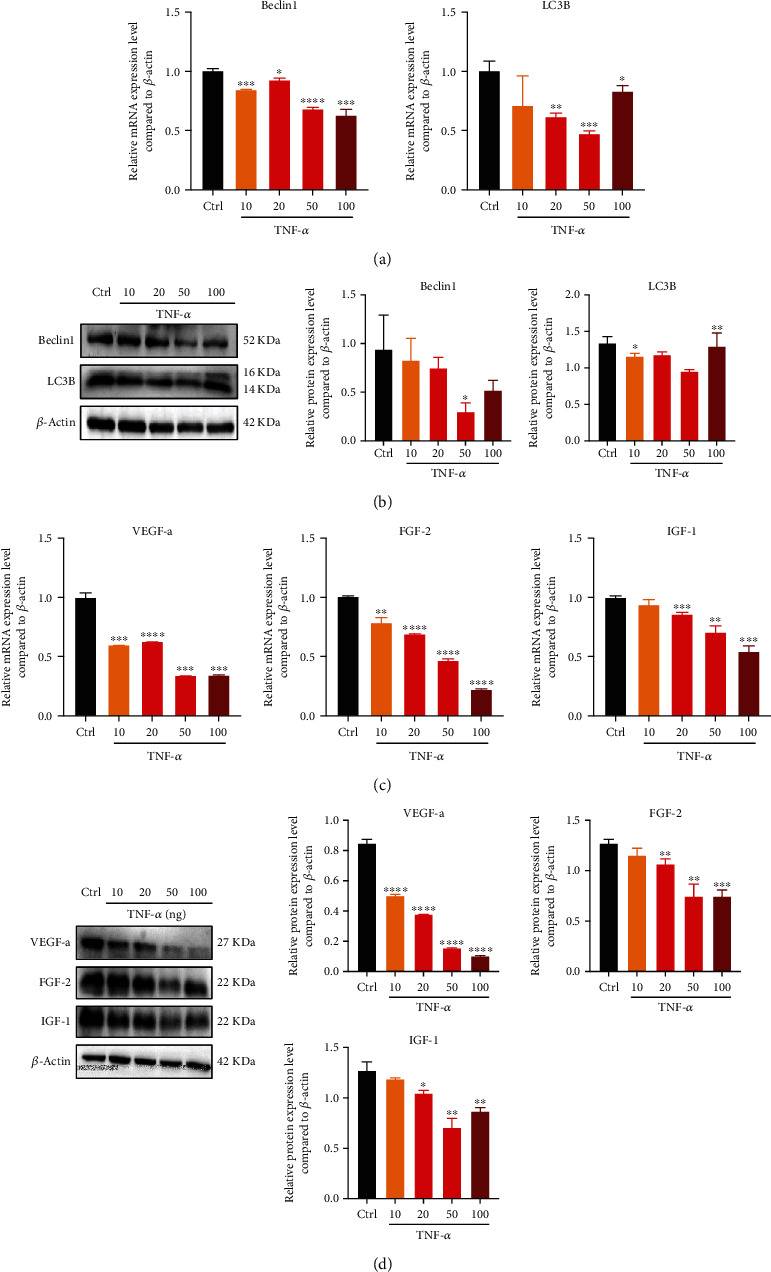 Beclin1
Relative mRNA expression level
compared to β-actin
1.5
1.0
0.5
0.0
***
*
****
***
Ctrl 10 20 50 100
TNF-α
LC3B
Relative mRNA expression level
compared to β-actin
1.5
1.0
0.5
0.0
**
***
*
Ctrl 10 20 50 100
TNF-α
(a)
Ctrl 10 20 50 100
TNF-α
Beclin1 52 KDa
LC3B 16 KDa
14 KDa
β-Actin 42 KDa
Beclin1
Relative protein expression level
compared to β-actin
1.5
1.0
0.5
0.0
*
Ctrl 10 20 50 100
TNF-α
LC3B
Relative protein expression level
compared to β-actin
2.0
1.5
1.0
0.5
0.0
*
**
Ctrl 10 20 50 100
TNF-α
(b)
VEGF-a
Relative mRNA expression level
compared to β-actin
1.5
1.0
0.5
0.0
***
****
***
***
Ctrl 10 20 50 100
TNF-α
FGF-2
Relative mRNA expression level
compared to β-actin
1.5
1.0
0.5
0.0
**
****
****
****
Ctrl 10 20 50 100
TNF-α
IGF-1
Relative mRNA expression level
compared to β-actin
1.5
1.0
0.5
0.0
***
**
***
Ctrl 10 20 50 100
TNF-α
(c)
Ctrl 10 20 50 100
TNF-α (ng)
VEGF-a 27 KDa
FGF-2 22 KDa
IGF-1 22 KDa
β-Actin 42 KDa
VEGF-a
Relative protein expression level
compared to β-actin
1.0
0.8
0.6
0.4
0.2
0.0
****
****
****
****
Ctrl 10 20 50 100
TNF-α
FGF-2
Relative protein expression level
compared to β-actin
1.5
1.0
0.5
0.0
**
**
***
Ctrl 10 20 50 100
TNF-α
IGF-1
Relative protein expression level
compared to β-actin
1.5
1.0
0.5
0.0
*
**
**
Ctrl 10 20 50 100
TNF-α
(d)